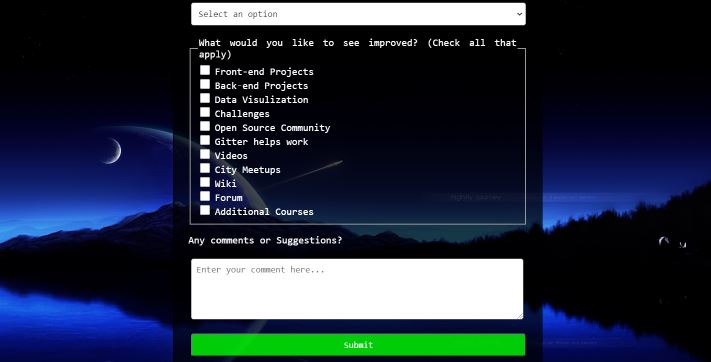 Select an option
What would you like to see improved? (Check all that
apply)
Front-end Projects
Back-end Projects
Data Visulization
Challenges
Open Source Community
Gitter helps work
Videos
City Meetups
Wiki
Forum
Additional Courses
Any comments or Suggestions?
Enter your comment here...
Submit